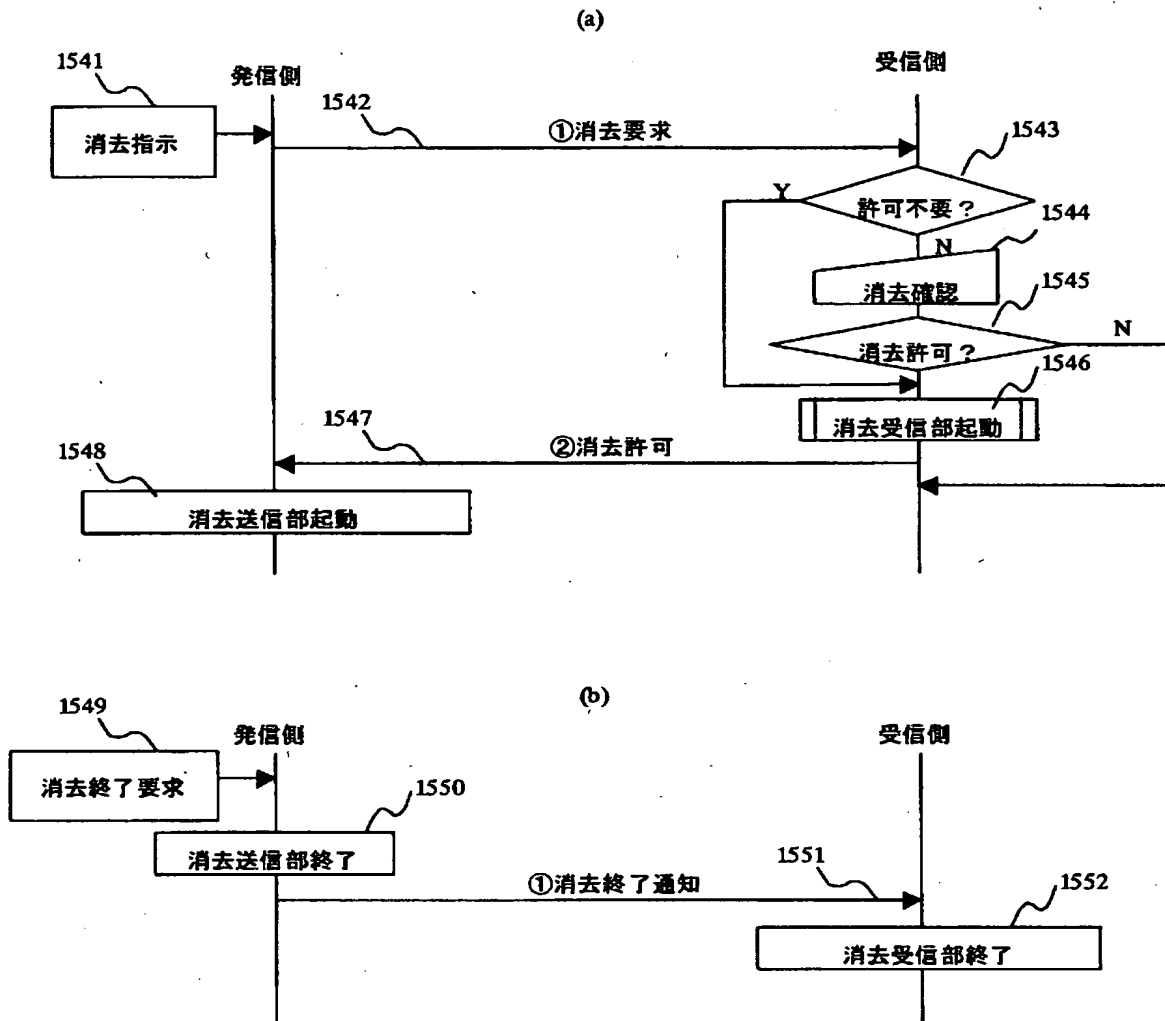 (a)
1541
発信側
受信側
消去指示
1542
①消去要求
1543
Y
許可不要？
1544
N
消去確認
1545
消去許可？
N
1546
消去受信部起動
1547
②消去許可
1548
消去送信部起動
(b)
1549
発信側
受信側
消去終了要求
1550
消去送信部終了
①消去終了通知
1551
1552
消去受信部終了